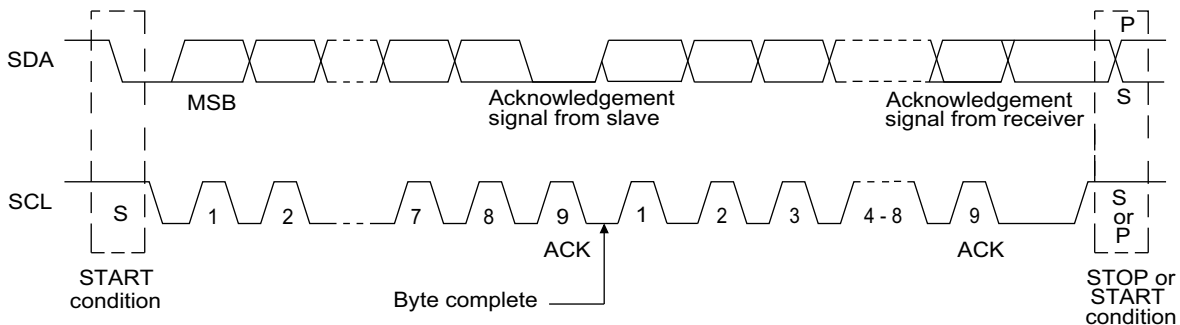 P
SDA
MSB
Acknowledgement
signal from slave
Acknowledgement
signal from receiver
S
SCL
S
1
2
7
8
9
1
2
3
4 - 8
9
S
or
P
ACK
ACK
START
condition
Byte complete
STOP or
START
condition